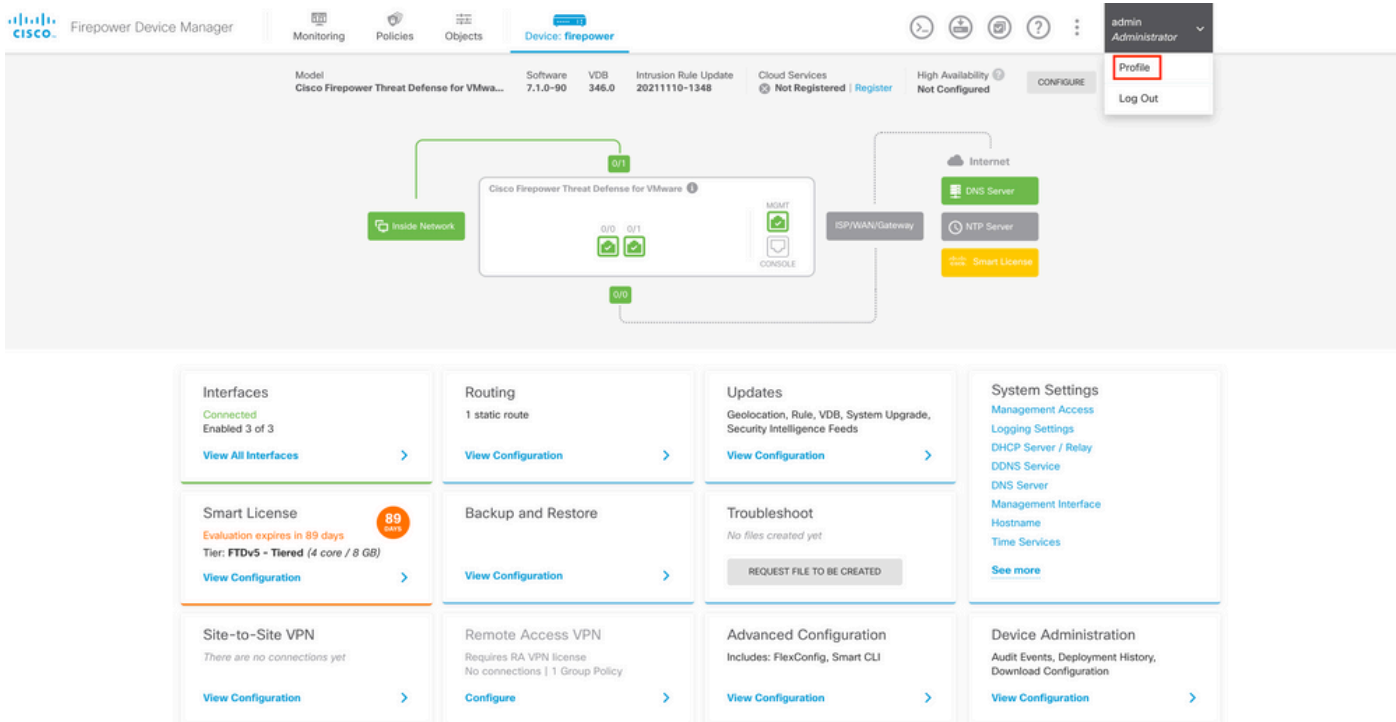 CISCO
Firepower Device Manager
Monitoring
Policies
Objects
Device: firepower
admin
Administrator
Profile
Log Out
Model
Cisco Firepower Threat Defense for VMwa...
Software
7.1.0-90
VDB
346.0
Intrusion Rule Update
20211110-1348
Cloud Services
Not Registered | Register
High Availability
Not Configured
CONFIGURE
0/1
Internet
Cisco Firepower Threat Defense for VMware
DNS Server
MGMT
Inside Network
0/0 0/1
ISP/WAN/Gateway
NTP Server
CONSOLE
Smart License
0/0
Interfaces
Connected
Enabled 3 of 3
View All Interfaces
Routing
1 static route
View Configuration
Updates
Geolocation, Rule, VDB, System Upgrade,
Security Intelligence Feeds
View Configuration
System Settings
Management Access
Logging Settings
DHCP Server / Relay
DDNS Service
DNS Server
Management Interface
Hostname
Time Services
See more
Smart License
89
DAYS
Evaluation expires in 89 days
Tier: FTDv5 - Tiered (4 core / 8 GB)
View Configuration
Backup and Restore
View Configuration
Troubleshoot
No files created yet
REQUEST FILE TO BE CREATED
Site-to-Site VPN
There are no connections yet
View Configuration
Remote Access VPN
Requires RA VPN license
No connections | 1 Group Policy
Configure
Advanced Configuration
Includes: FlexConfig, Smart CLI
View Configuration
Device Administration
Audit Events, Deployment History,
Download Configuration
View Configuration